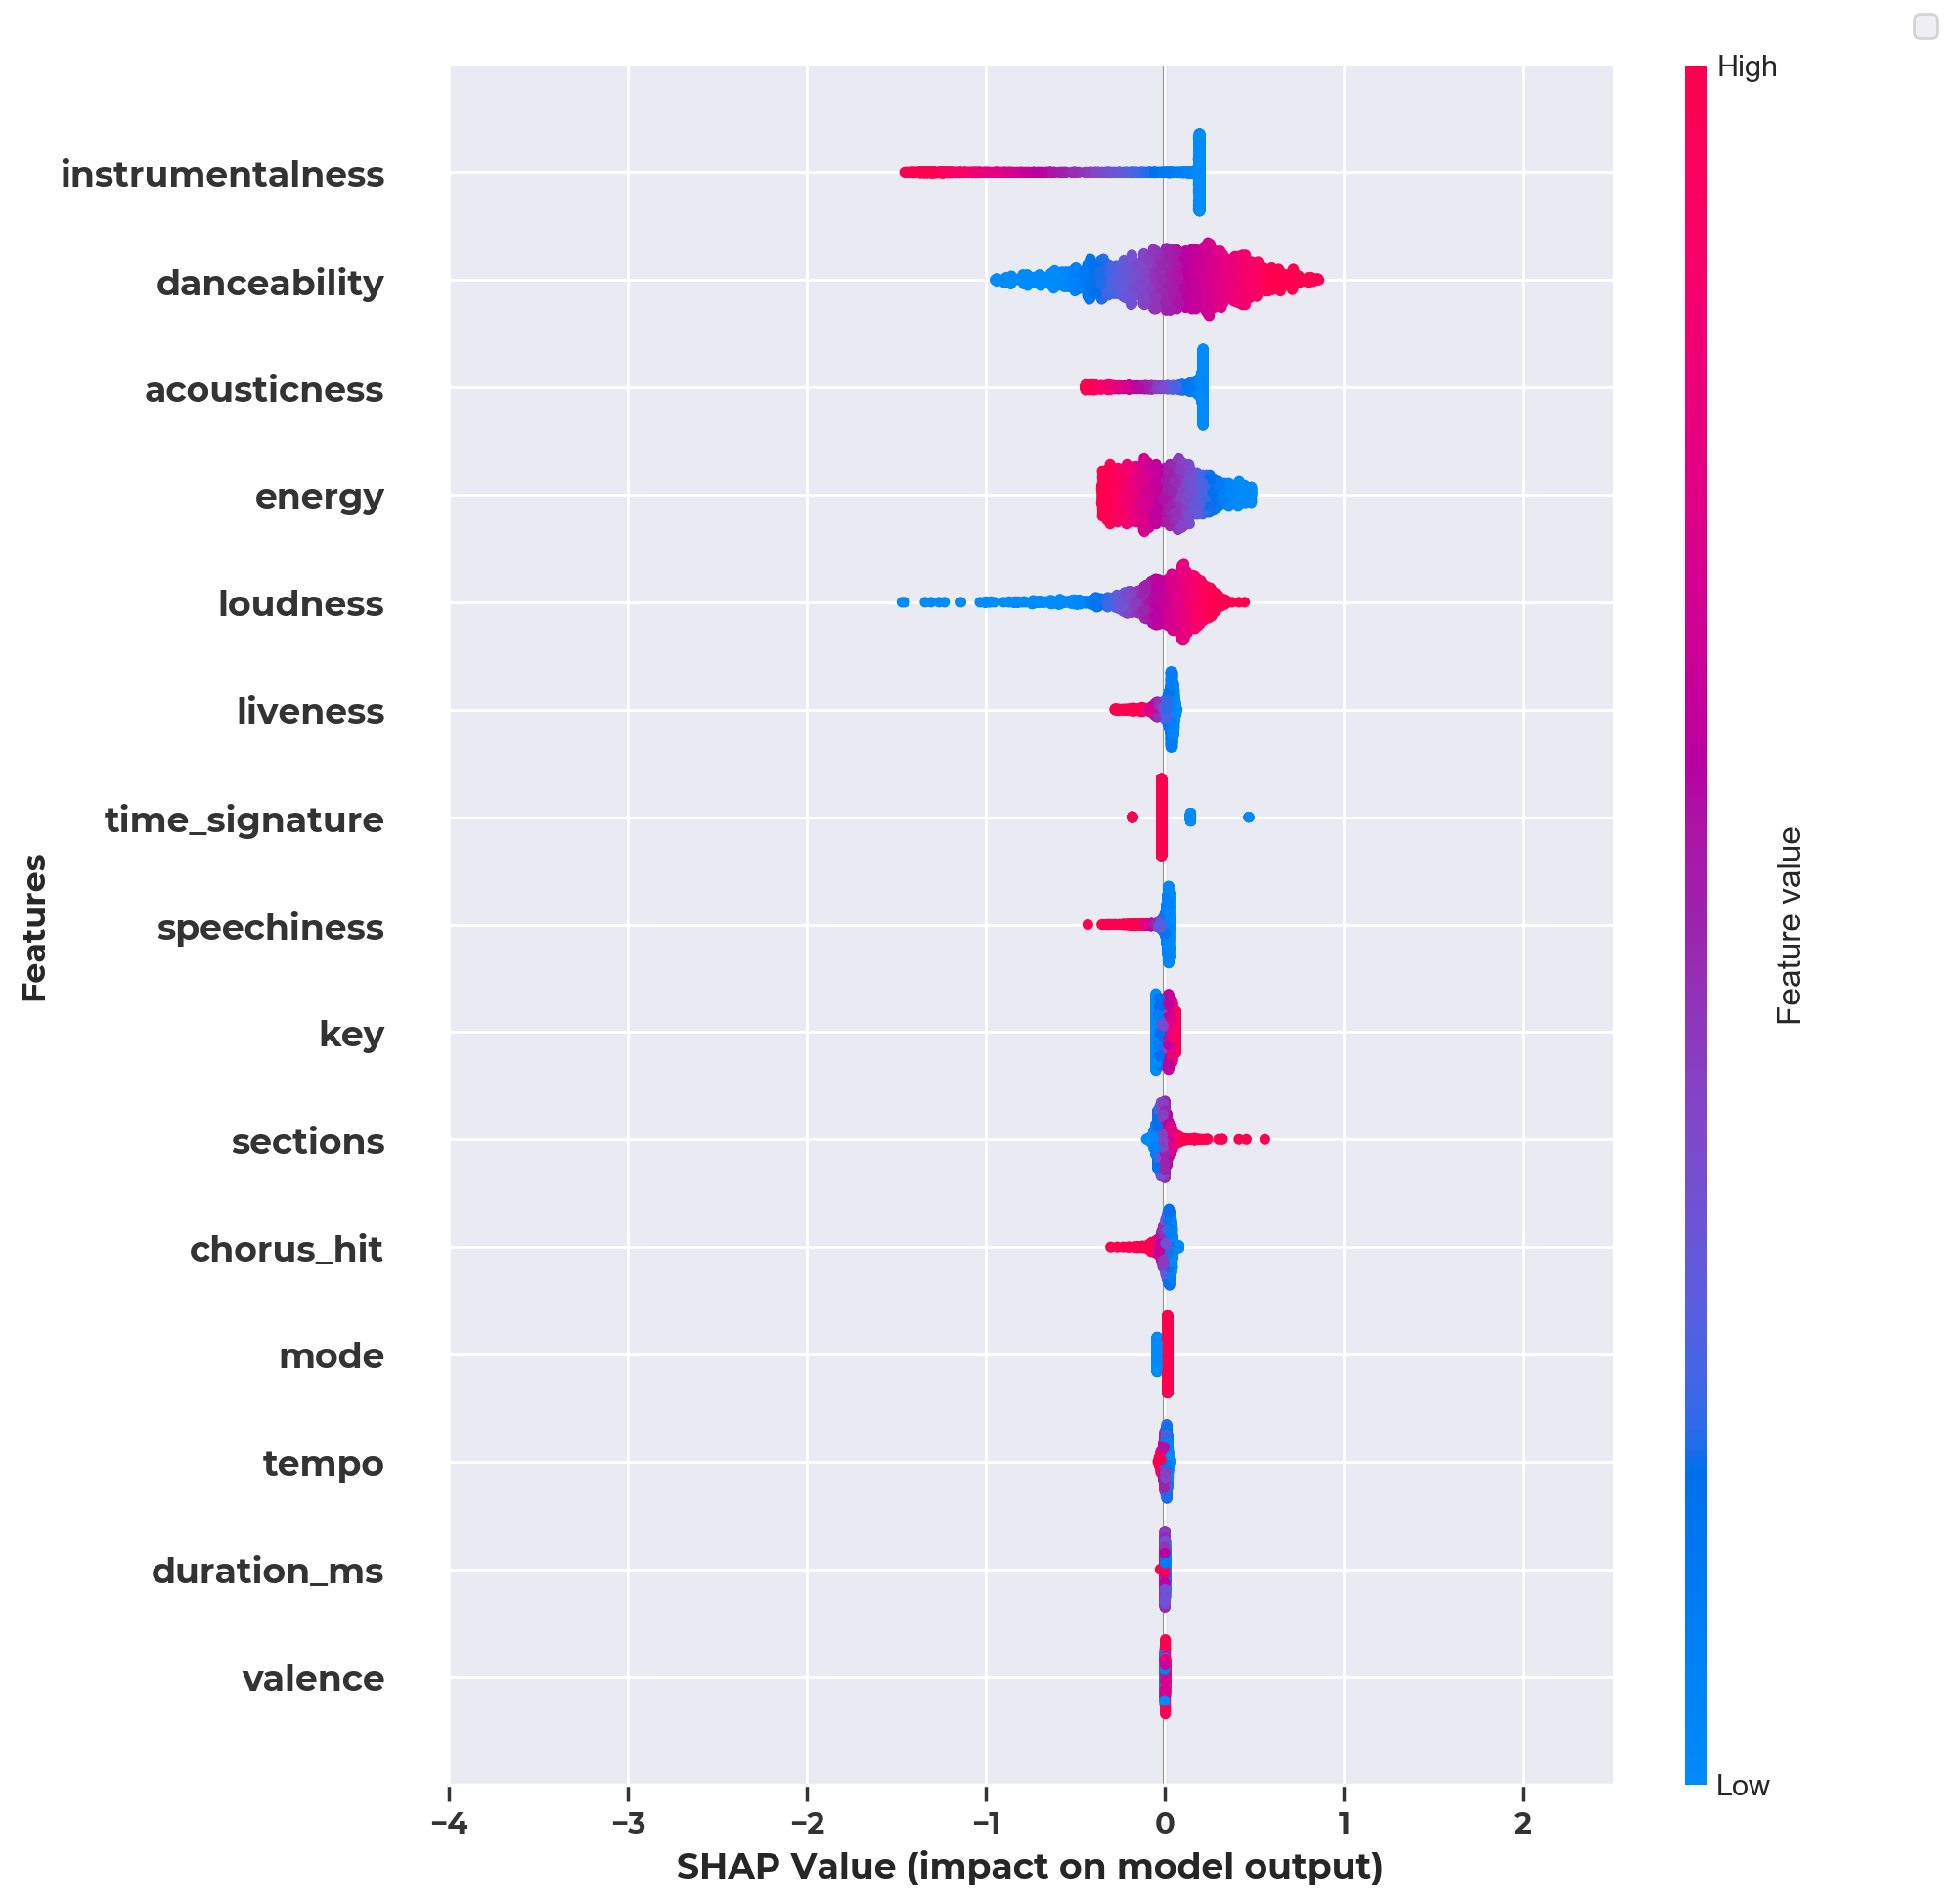 High
instrumentalness
danceability
acousticness
energy
loudness
liveness
time_signature
speechiness
key
sections
chorus_hit
mode
tempo
duration_ms
valence
Features
Feature value
Low
−4 −3 −2 −1 0 1 2
SHAP Value (impact on model output)